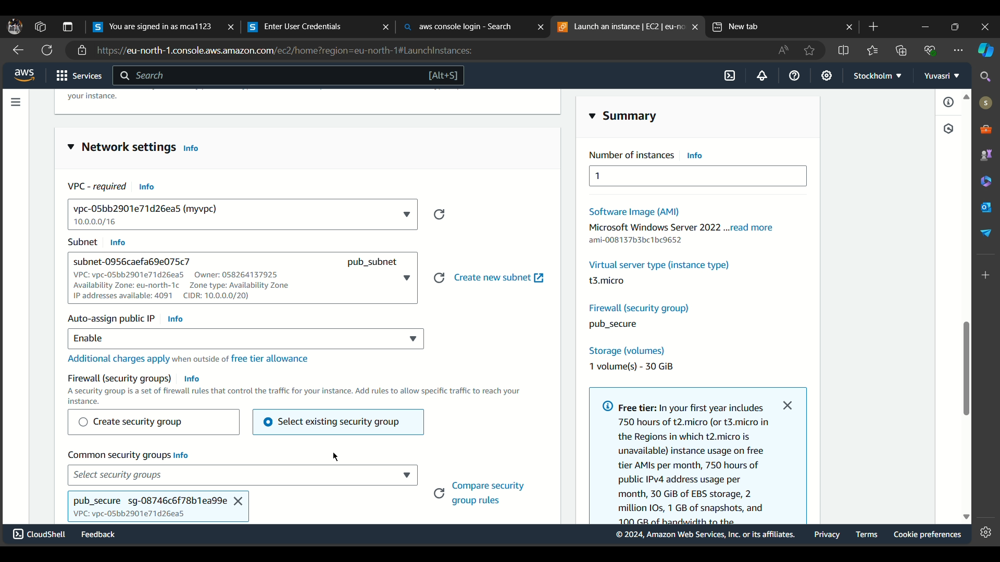 You are signed in as mca1123
Enter User Credentials
aws console login - Search
Launch an instance | EC2 | eu-no
New tab
https://eu-north-1.console.aws.amazon.com/ec2/home?region=eu-north-1#LaunchInstances:
aws
Services
Search
[Alt+S]
Stockholm
Yuvasri
your instance.
Network settings Info
VPC - required Info
vpc-05bb2901e71d26ea5 (myvpc)
10.0.0.0/16
Subnet Info
subnet-0956caefa69e075c7 pub_subnet
VPC: vpc-05bb2901e71d26ea5 Owner: 058264137925
Availability Zone: eu-north-1c Zone type: Availability Zone
IP addresses available: 4091 CIDR: 10.0.0.0/20)
Create new subnet
Auto-assign public IP Info
Enable
Additional charges apply when outside of free tier allowance
Firewall (security groups) Info
A security group is a set of firewall rules that control the traffic for your instance. Add rules to allow specific traffic to reach your
instance.
Create security group
Select existing security group
Common security groups Info
Select security groups
pub_secure sg-08746c6f78b1ea99e
VPC: vpc-05bb2901e71d26ea5
Compare security
group rules
Summary
Number of instances Info
1
Software Image (AMI)
Microsoft Windows Server 2022 ...read more
ami-008137b3bc1bc9652
Virtual server type (instance type)
t3.micro
Firewall (security group)
pub_secure
Storage (volumes)
1 volume(s) - 30 GiB
Free tier: In your first year includes
750 hours of t2.micro (or t3.micro in
the Regions in which t2.micro is
unavailable) instance usage on free
tier AMIs per month, 750 hours of
public IPv4 address usage per
month, 30 GiB of EBS storage, 2
million IOs, 1 GB of snapshots, and
100 GB of bandwidth to the
S
CloudShell
Feedback
© 2024, Amazon Web Services, Inc. or its affiliates.
Privacy
Terms
Cookie preferences